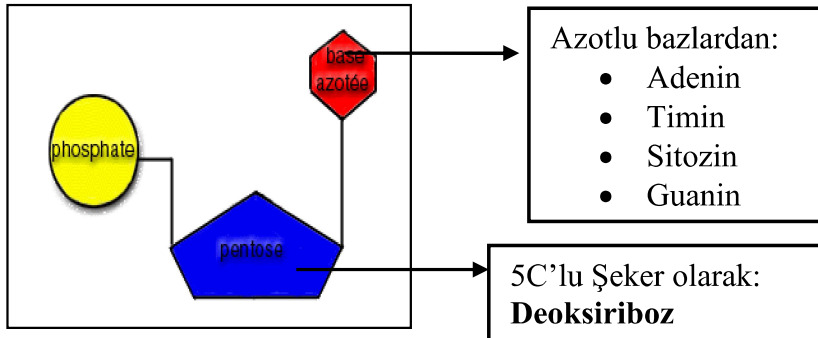 base
azotée
phosphate
pentose
Azotlu bazlardan:
• Adenin
• Timin
• Sitozin
• Guanin
5C'lu Şeker olarak:
Deoksiriboz